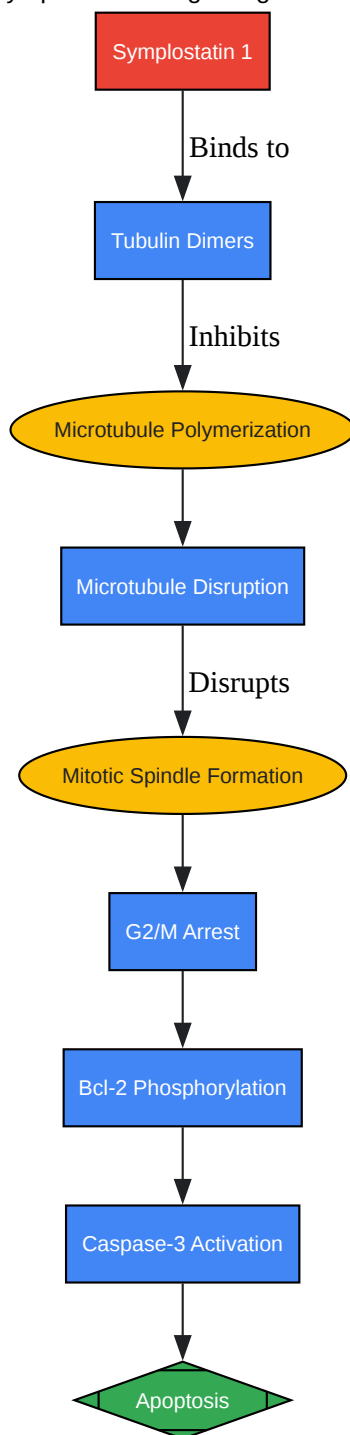 Symplostatin 1
Binds to
Tubulin Dimers
Inhibits
Microtubule Polymerization
Microtubule Disruption
Disrupts
Mitotic Spindle Formation
G2/M Arrest
Bcl-2 Phosphorylation
Caspase-3 Activation
Apoptosis